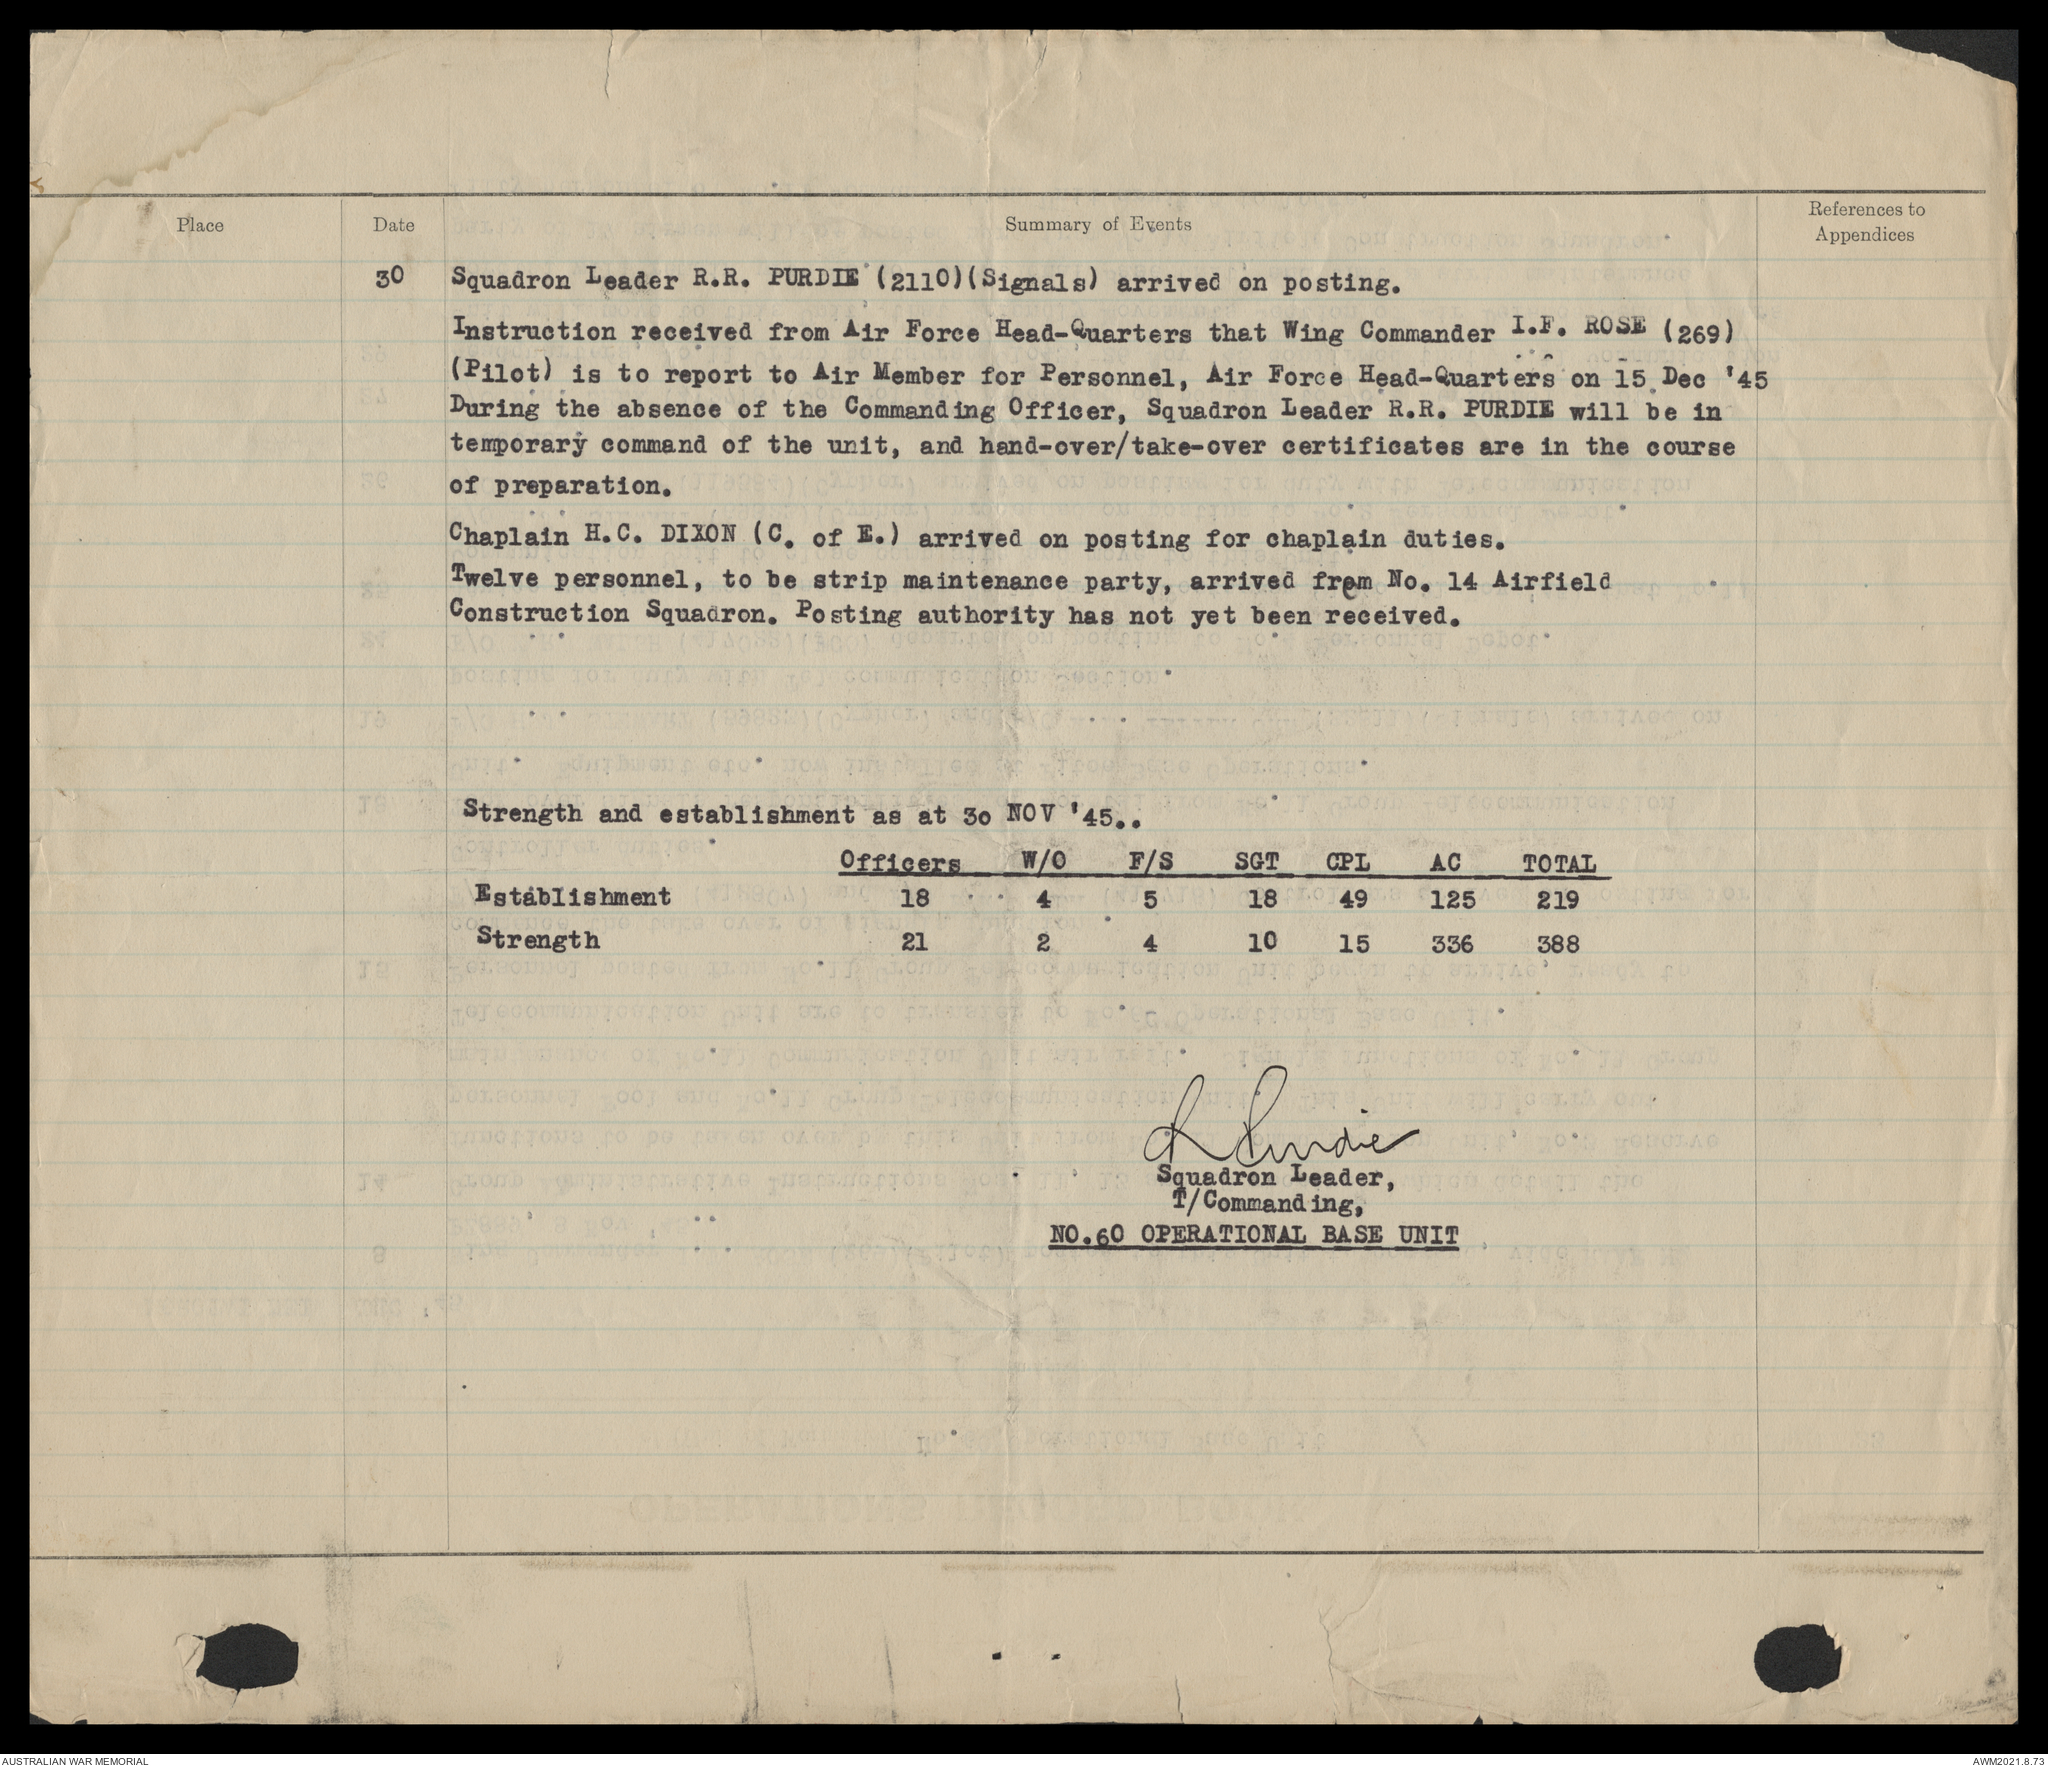 Place Date Summary of Events References to Appendices
30 Squadron Leader R.R. PURDIE (2110)(Signals) arrived on posting.
Instruction received from Air Force Head-Quarters that Wing Commander I.F. ROSE (269)
(Pilot) is to report to Air Member for Personnel, Air Force Head-Quarters on 15 Dec '45
During the absence of the Commanding Officer, Squadron Leader R.R. PURDIE will be in
temporary command of the unit, and hand-over/take-over certificates are in the course
of preparation.
Chaplain H.C. DIXON (C. of E.) arrived on posting for chaplain duties.
Twelve personnel, to be strip maintenance party, arrived from No. 14 Airfield
Construction Squadron. Posting authority has not yet been received.
Strength and establishment as at 30 NOV '45..
Officers W/O F/S SGT CPL AC TOTAL
Establishment 18 4 5 18 49 125 219
Strength 21 2 4 10 15 336 388
R Purdie
Squadron Leader,
T/Commanding,
NO.60 OPERATIONAL BASE UNIT
AUSTRALIAN WAR MEMORIAL AWM2021.8.73